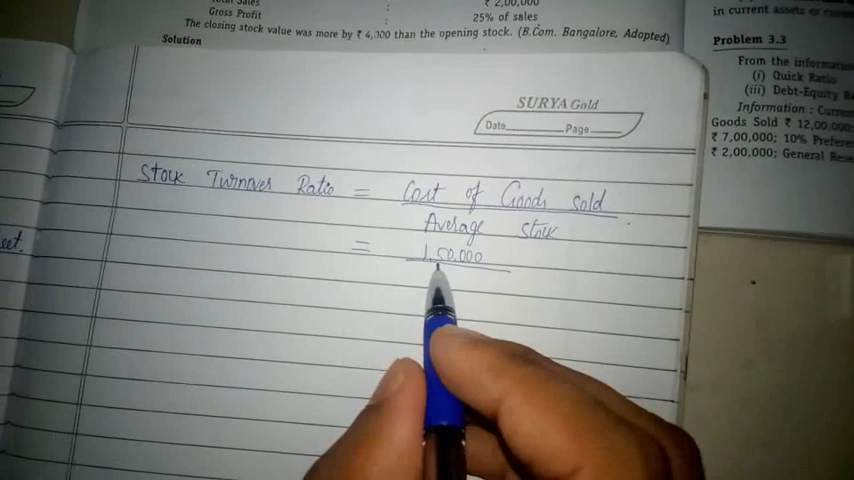 Total Sales : ₹ 2,00,000
Gross Profit : 25% of sales
The closing stock value was more by ₹ 4,000 than the opening stock. (B.Com. Bangalore, Adopted)
Solution
in current assets or
Problem 3.3
From the information
(i) Quick Ratio
(iii) Debt-Equity
Information : Current
Goods Sold ₹ 12,00,000;
₹ 7,00,000; 10% Prefere
₹ 2,00,000; General Rese
SURYA Gold
Date Page
Stock Turnover Ratio = Cost of Goods sold
Average stock
= 1,50,000
eet.